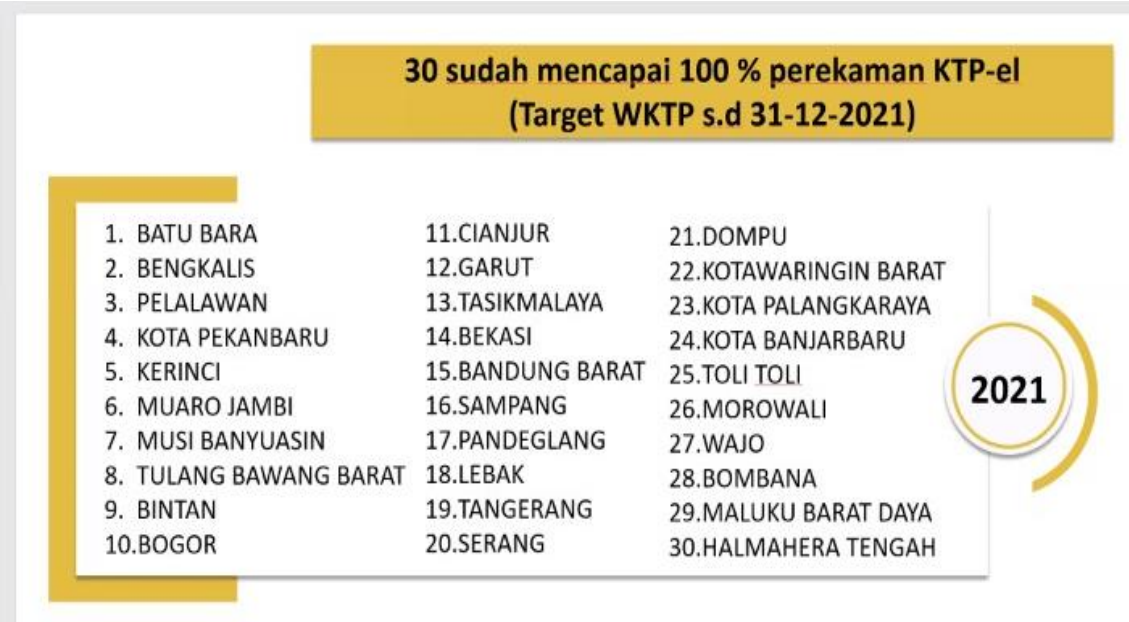 30 sudah mencapai 100 % perekaman KTP-el
(Target WKTP s.d 31-12-2021)
1. BATU BARA
2. BENGKALIS
3. PELALAWAN
4. KOTA PEKANBARU
5. KERINCI
6. MUARO JAMBI
7. MUSI BANYUASIN
8. TULANG BAWANG BARAT
9. BINTAN
10.BOGOR
11.CIANJUR
12.GARUT
13.TASIKMALAYA
14.BEKASI
15.BANDUNG BARAT
16.SAMPANG
17.PANDEGLANG
18.LEBAK
19.TANGERANG
20.SERANG
21.DOMPU
22.KOTAWARINGIN BARAT
23.KOTA PALANGKARAYA
24.KOTA BANJARBARU
25.TOLI TOLI
26.MOROWALI
27.WAJO
28.BOMBANA
29.MALUKU BARAT DAYA
30.HALMAHERA TENGAH
2021